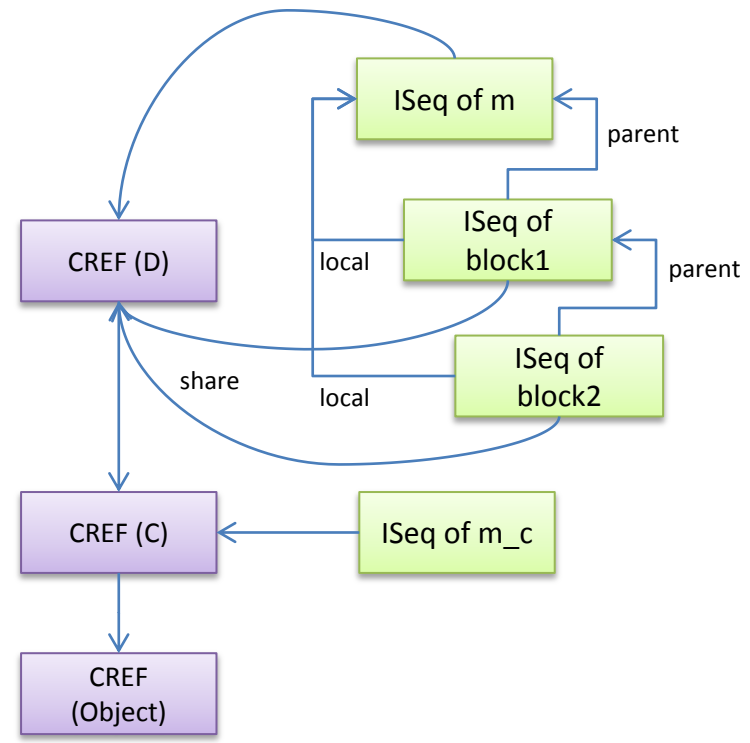 ISeq of m
parent
ISeq of
block1
CREF (D)
local
parent
ISeq of
block2
share
local
CREF (C)
ISeq of m_c
CREF
(Object)